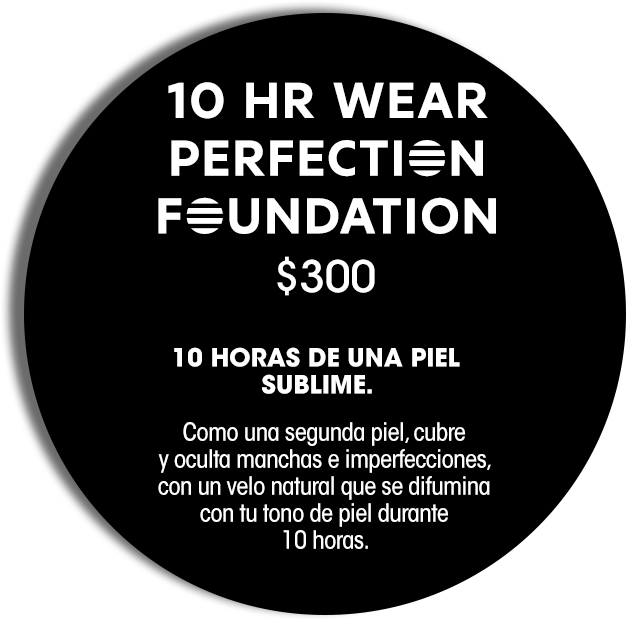 10 HR WEAR
PERFECTION
FOUNDATION
$300
10 HORAS DE UNA PIEL
SUBLIME.
Como una segunda piel, cubre
y oculta manchas e imperfecciones,
con un velo natural que se difumina
con tu tono de piel durante
10 horas.